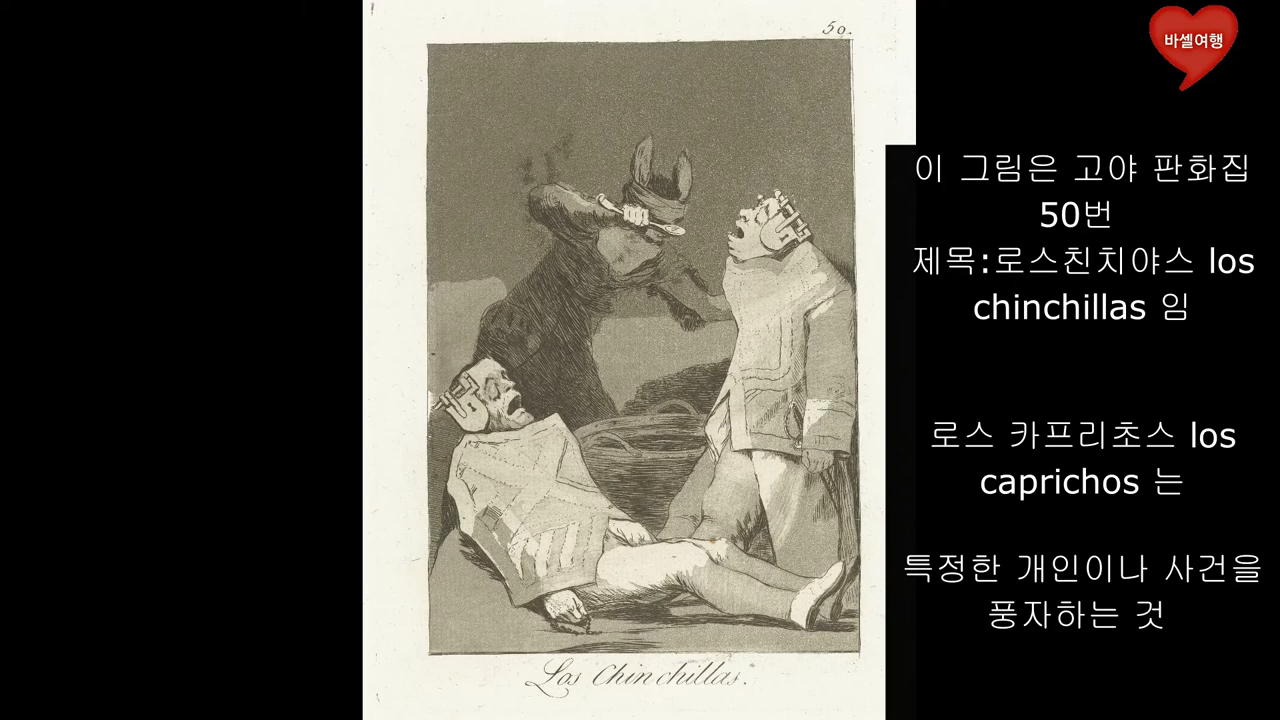 50.
바셀여행
이 그림은 고야 판화집
50번
제목:로스친치야스 los
chinchillas 임
로스 카프리초스 los
caprichos 는
특정한 개인이나 사건을
풍자하는 것
Los Chinchillas.